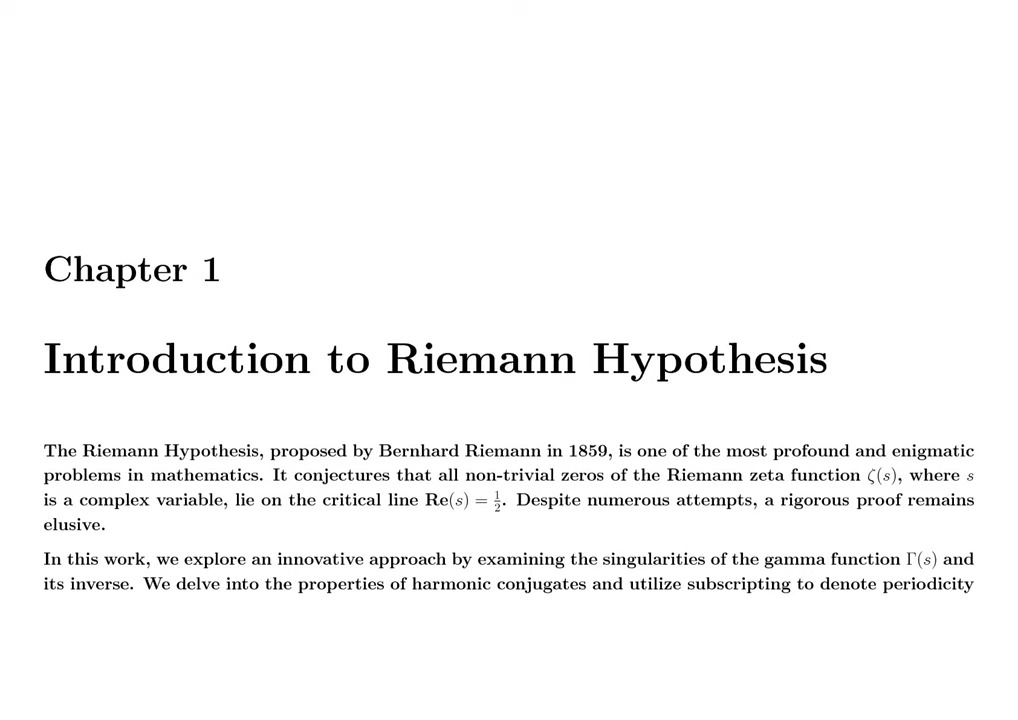 Chapter 1
Introduction to Riemann Hypothesis
The Riemann Hypothesis, proposed by Bernhard Riemann in 1859, is one of the most profound and enigmatic
problems in mathematics. It conjectures that all non-trivial zeros of the Riemann zeta function ζ(s), where s
is a complex variable, lie on the critical line Re(s) = 1/2. Despite numerous attempts, a rigorous proof remains
elusive.
In this work, we explore an innovative approach by examining the singularities of the gamma function Γ(s) and
its inverse. We delve into the properties of harmonic conjugates and utilize subscripting to denote periodicity